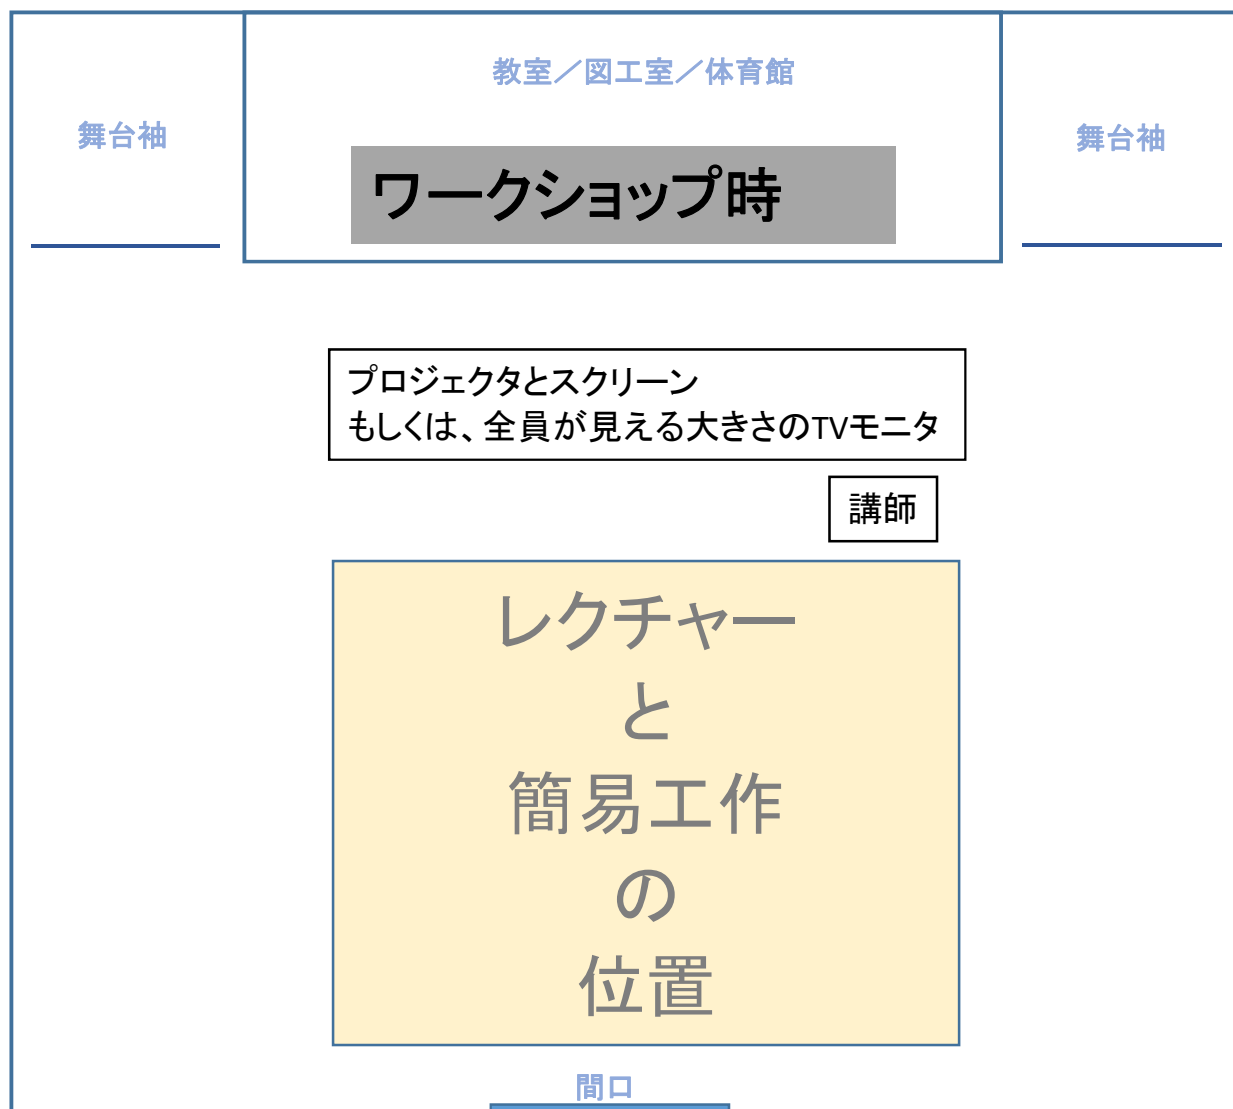 教室／図工室／体育館
舞台袖
舞台袖
ワークショップ時
プロジェクタとスクリーン
もしくは、全員が見える大きさのTVモニタ
講師
レクチャー
と
簡易工作
の
位置
間口